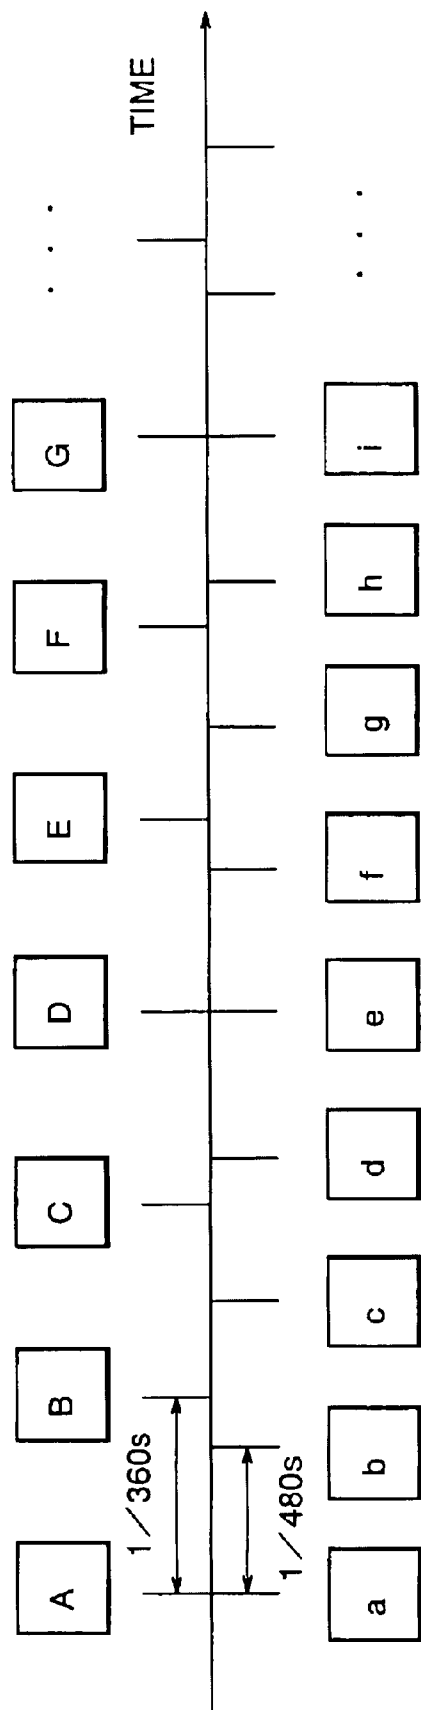 A B C D E F G . . .
1/360s
TIME
1/480s
a b c d e f g h i . . .